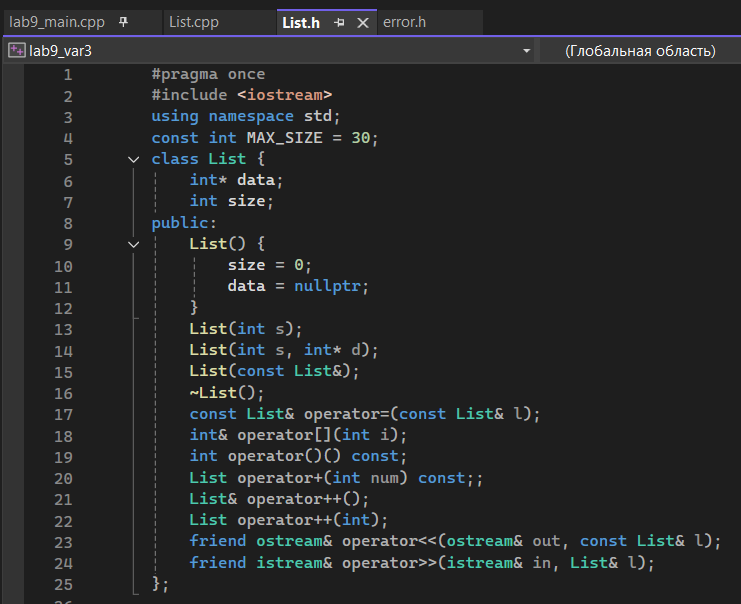 lab9_main.cpp List.cpp List.h error.h
lab9_var3 (Глобальная область)
1 #pragma once
2 #include <iostream>
3 using namespace std;
4 const int MAX_SIZE = 30;
5 class List {
6 int* data;
7 int size;
8 public:
9 List() {
10 size = 0;
11 data = nullptr;
12 }
13 List(int s);
14 List(int s, int* d);
15 List(const List&);
16 ~List();
17 const List& operator=(const List& l);
18 int& operator[](int i);
19 int operator()() const;
20 List operator+(int num) const;;
21 List& operator++();
22 List operator++(int);
23 friend ostream& operator<<(ostream& out, const List& l);
24 friend istream& operator>>(istream& in, List& l);
25 };